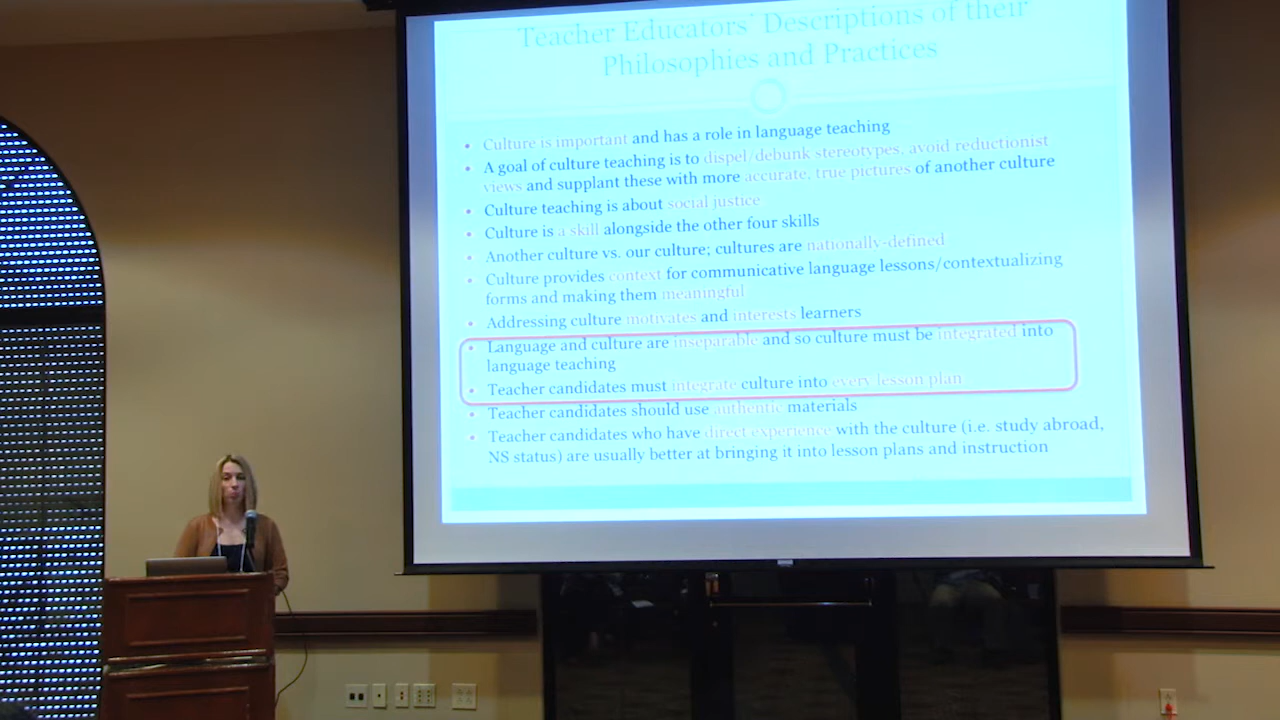 Teacher Educators' Descriptions of their
Philosophies and Practices
• Culture is important and has a role in language teaching
• A goal of culture teaching is to dispel/debunk stereotypes, avoid reductionist
views and supplant these with more accurate, true pictures of another culture
• Culture teaching is about social justice
• Culture is a skill alongside the other four skills
• Another culture vs. our culture; cultures are nationally-defined
• Culture provides context for communicative language lessons/contextualizing
forms and making them meaningful
• Addressing culture motivates and interests learners
• Language and culture are inseparable and so culture must be integrated into
language teaching
• Teacher candidates must integrate culture into every lesson plan
• Teacher candidates should use authentic materials
• Teacher candidates who have direct experience with the culture (i.e. study abroad,
NS status) are usually better at bringing it into lesson plans and instruction